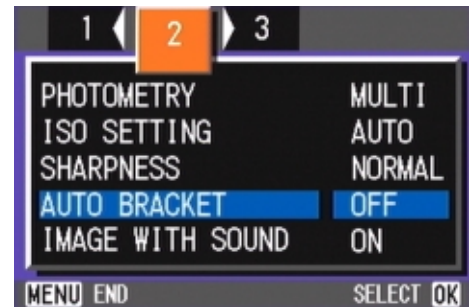 1 2 3
PHOTOMETRY MULTI
ISO SETTING AUTO
SHARPNESS NORMAL
AUTO BRACKET OFF
IMAGE WITH SOUND ON
MENU END SELECT OK